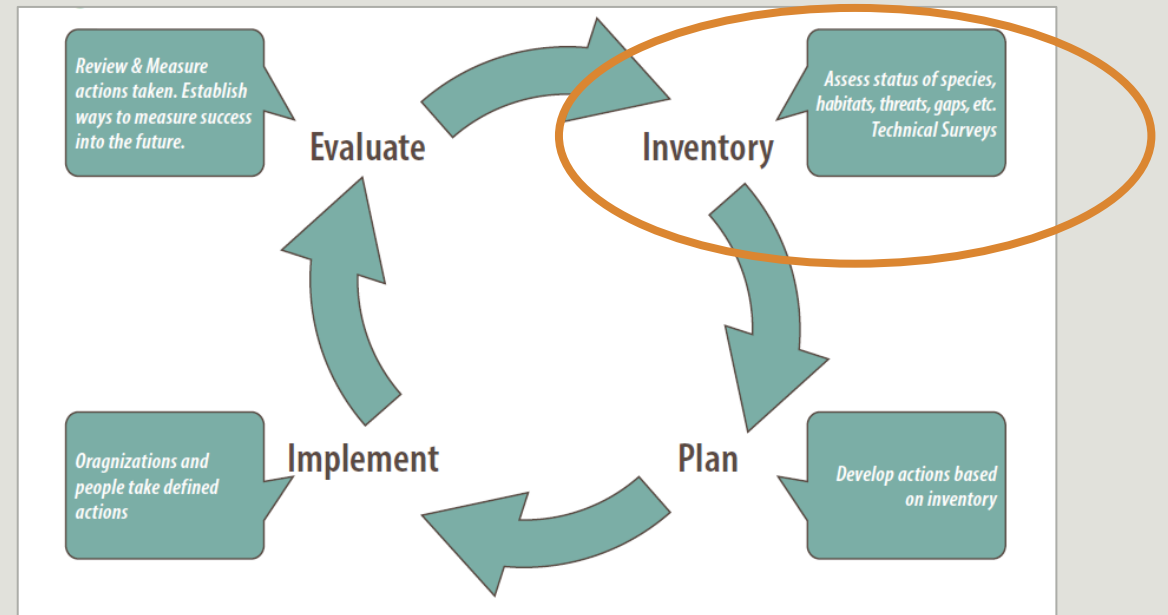 Review & Measure
actions taken. Establish
ways to measure success
into the future.
Evaluate
Inventory
Assess status of species,
habitats, threats, gaps, etc.
Technical Surveys
Implement
Oragnizations and
people take defined
actions
Plan
Develop actions based
on inventory